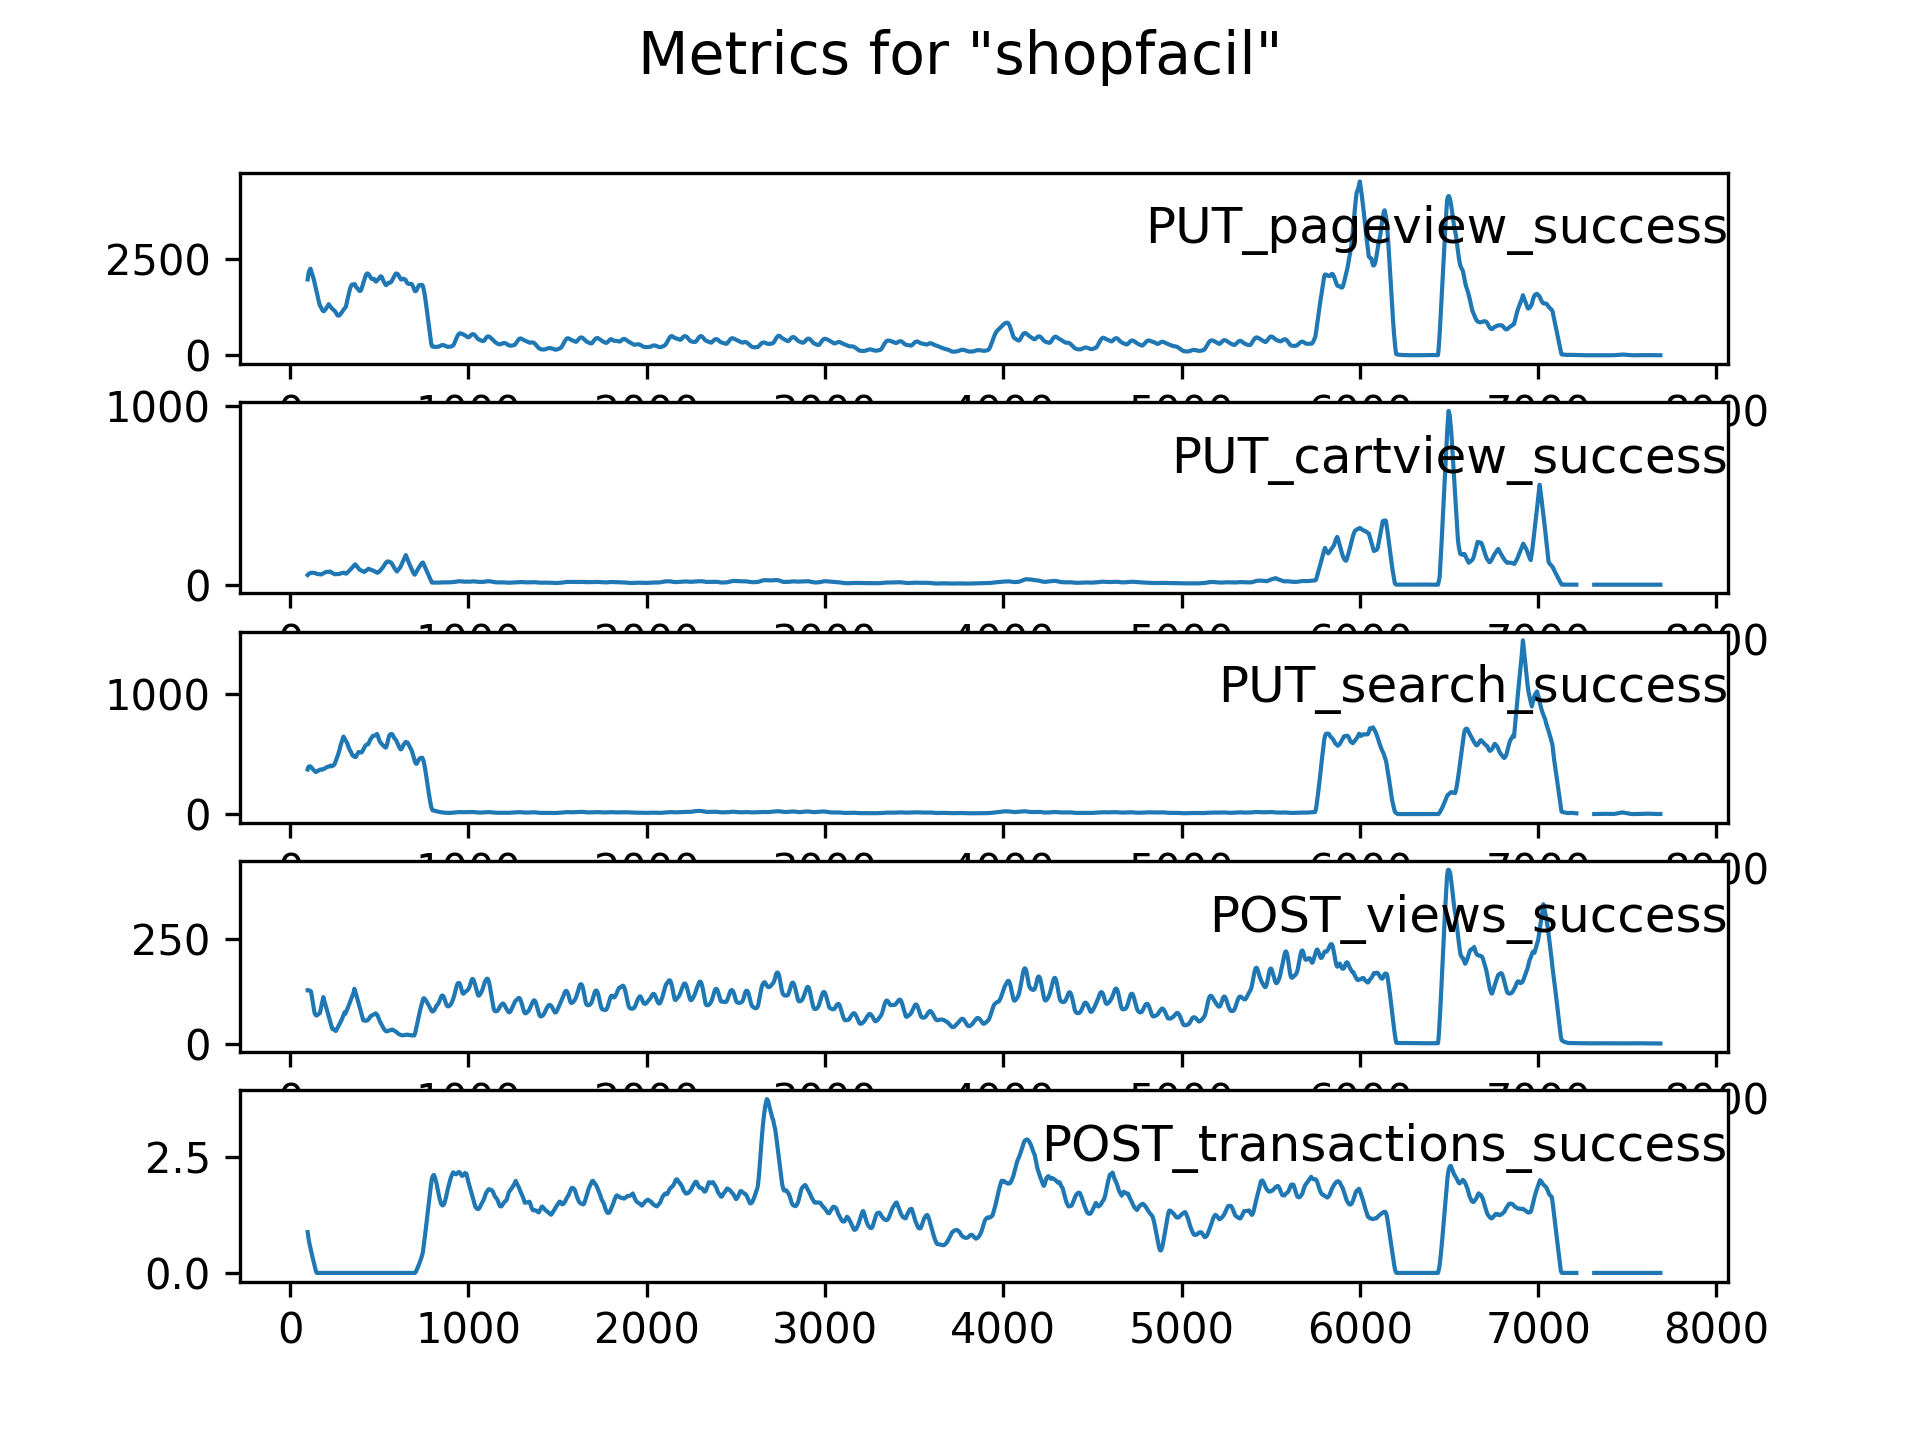 Metrics for "shopfacil"
PUT_pageview_success
2500
0
PUT_cartview_success
1000
0
PUT_search_success
1000
0
POST_views_success
250
0
POST_transactions_success
2.5
0.0
0 1000 2000 3000 4000 5000 6000 7000 8000